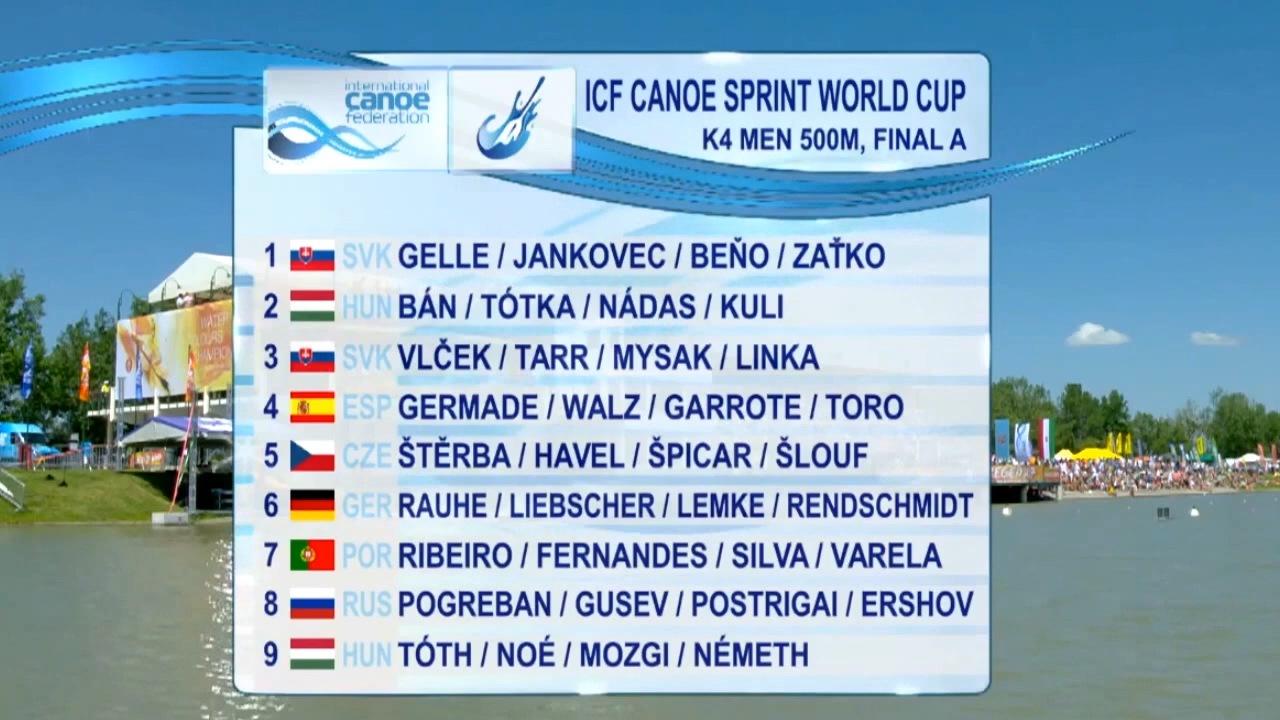 international
canoe
federation
ICF CANOE SPRINT WORLD CUP
K4 MEN 500M, FINAL A
1 SVK GELLE / JANKOVEC / BEŇO / ZAŤKO
2 HUN BÁN / TÓTKA / NÁDAS / KULI
3 SVK VLČEK / TARR / MYSAK / LINKA
4 ESP GERMADE / WALZ / GARROTE / TORO
5 CZE ŠTĚRBA / HAVEL / ŠPICAR / ŠLOUF
6 GER RAUHE / LIEBSCHER / LEMKE / RENDSCHMIDT
7 POR RIBEIRO / FERNANDES / SILVA / VARELA
8 RUS POGREBAN / GUSEV / POSTRIGAI / ERSHOV
9 HUN TÓTH / NOÉ / MOZGI / NÉMETH
WATER